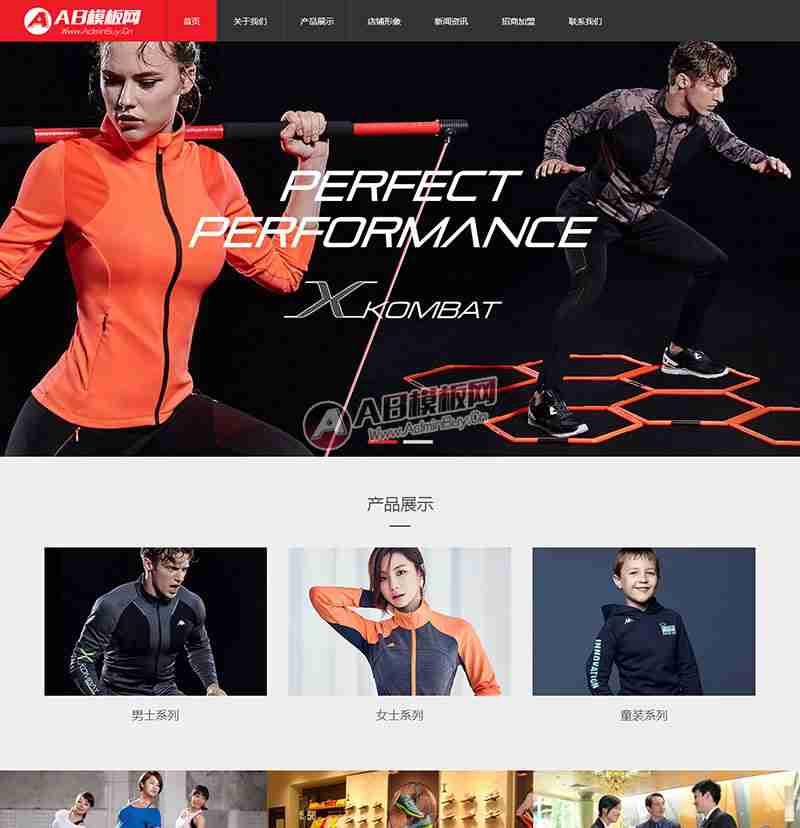 AB模板网
Www.AdminBuy.Cn
首页 关于我们 产品展示 店铺形象 新闻资讯 招商加盟 联系我们
PERFECT
PERFORMANCE
X KOMBAT
AB模板网
Www.AdminBuy.Cn
产品展示
INNOVATION
男士系列 女士系列 童装系列